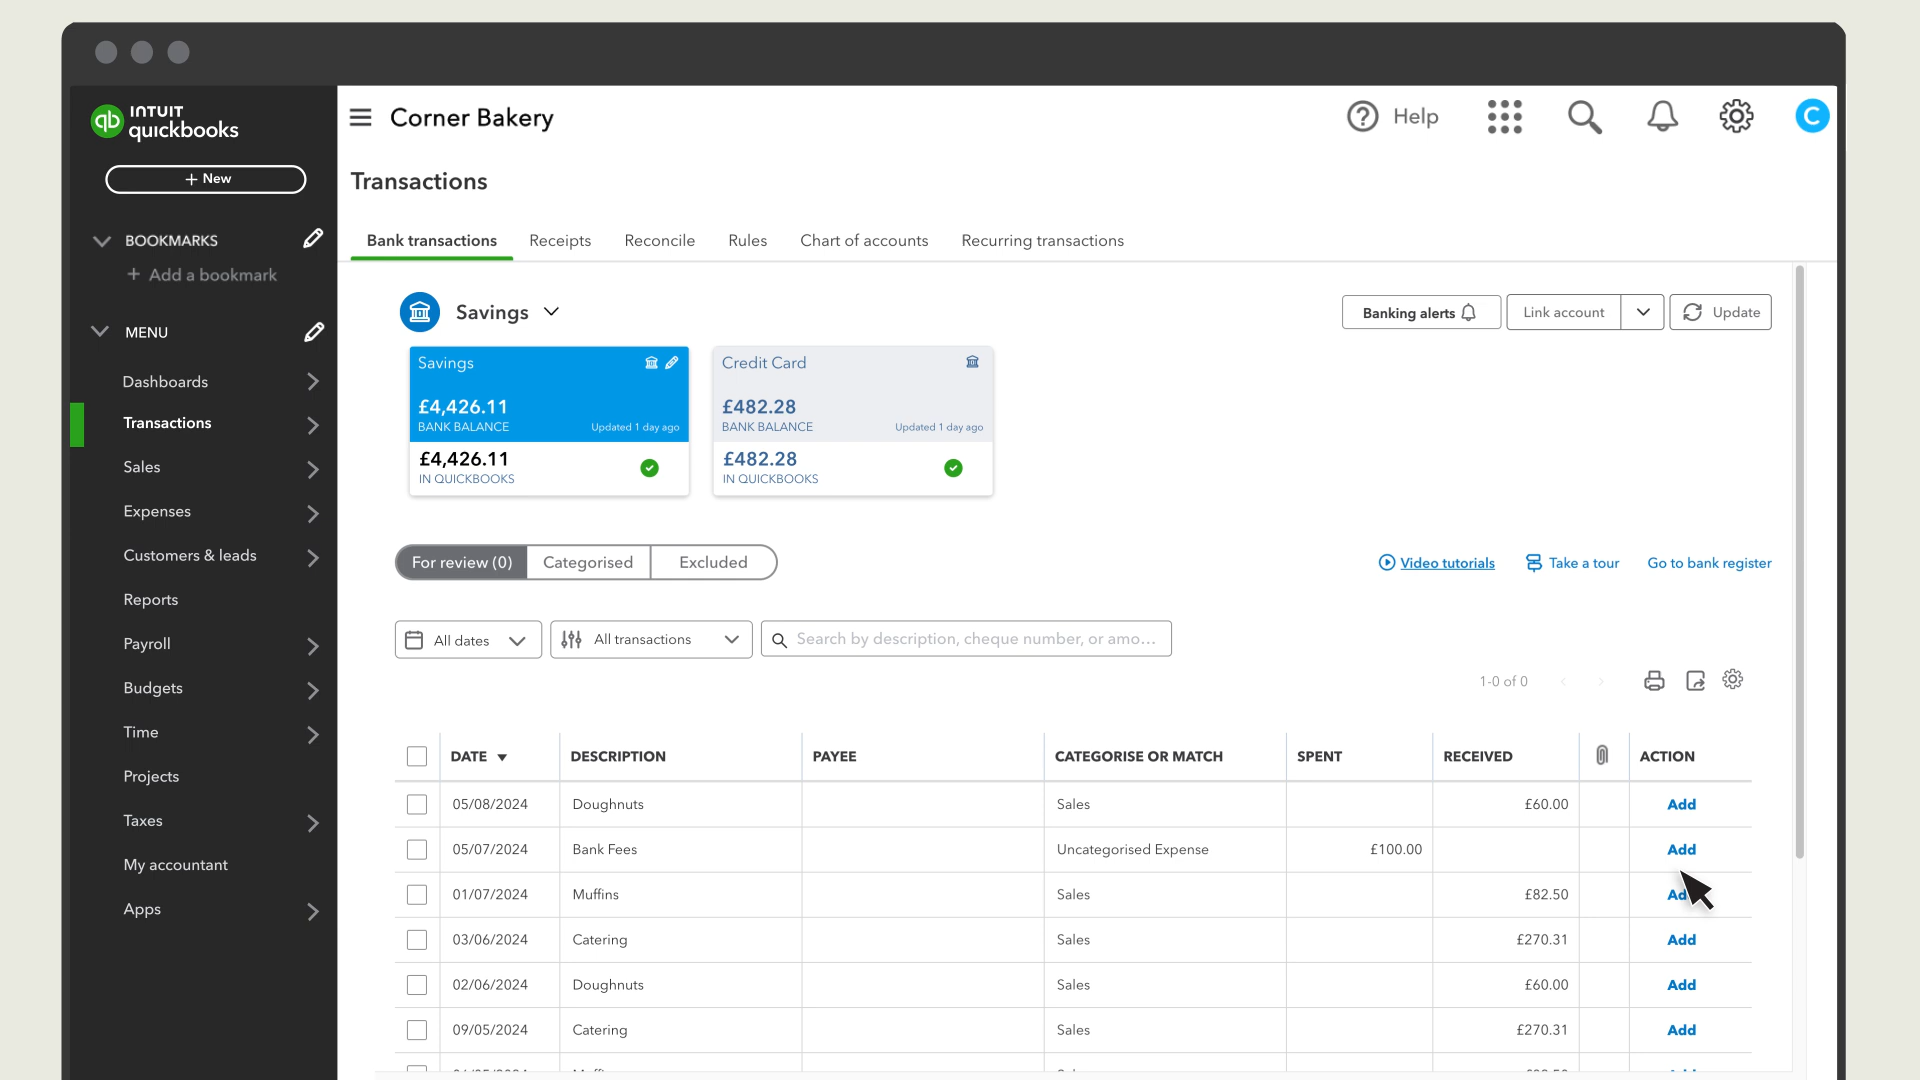 INTUIT
quickbooks
Corner Bakery
Help
C
+ New
Transactions
BOOKMARKS
+ Add a bookmark
Bank transactions Receipts Reconcile Rules Chart of accounts Recurring transactions
MENU
Dashboards
Transactions
Sales
Expenses
Customers & leads
Reports
Payroll
Budgets
Time
Projects
Taxes
My accountant
Apps
Savings
Banking alerts Link account Update
Savings
£4,426.11
BANK BALANCE Updated 1 day ago
£4,426.11
IN QUICKBOOKS
Credit Card
£482.28
BANK BALANCE Updated 1 day ago
£482.28
IN QUICKBOOKS
For review (0) Categorised Excluded
Video tutorials Take a tour Go to bank register
All dates All transactions Search by description, cheque number, or amo...
1-0 of 0
DATE DESCRIPTION PAYEE CATEGORISE OR MATCH SPENT RECEIVED ACTION
05/08/2024 Doughnuts Sales £60.00 Add
05/07/2024 Bank Fees Uncategorised Expense £100.00 Add
01/07/2024 Muffins Sales £82.50 Add
03/06/2024 Catering Sales £270.31 Add
02/06/2024 Doughnuts Sales £60.00 Add
09/05/2024 Catering Sales £270.31 Add